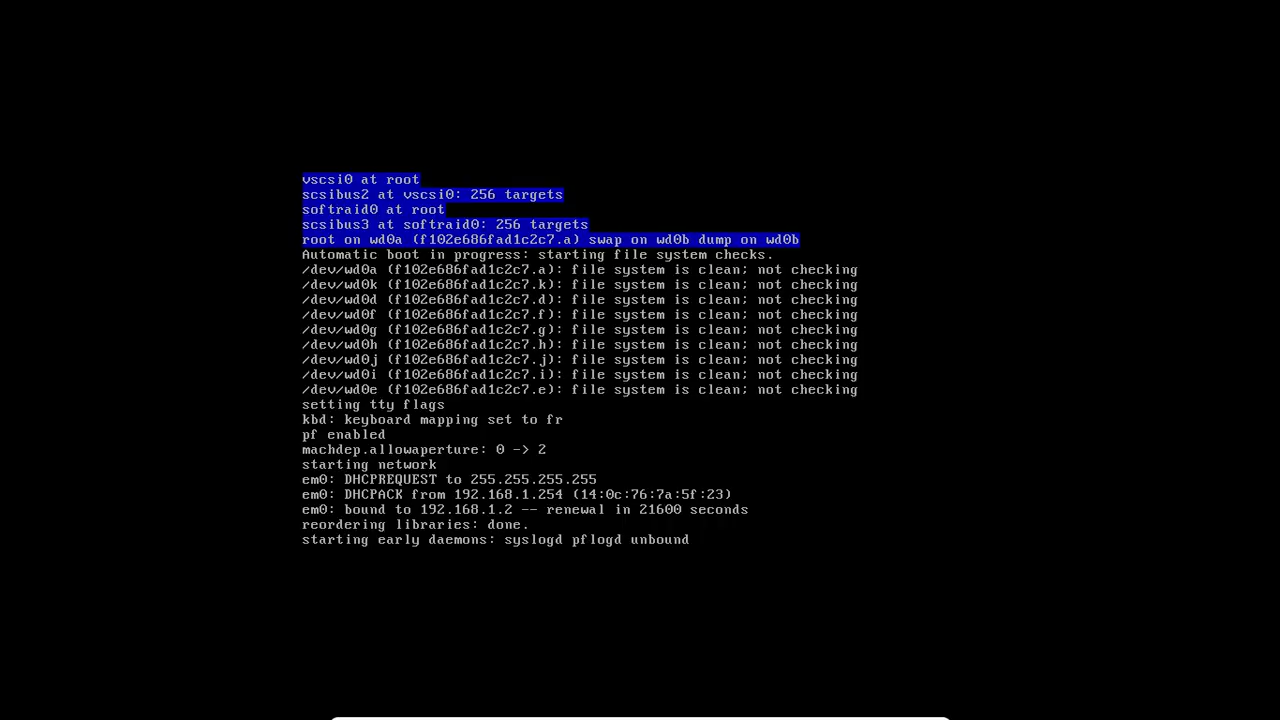 vscsi0 at root
scsibus2 at vscsi0: 256 targets
softraid0 at root
scsibus3 at softraid0: 256 targets
root on wd0a (f102e686fad1c2c7.a) swap on wd0b dump on wd0b
Automatic boot in progress: starting file system checks.
/dev/wd0a (f102e686fad1c2c7.a): file system is clean; not checking
/dev/wd0k (f102e686fad1c2c7.k): file system is clean; not checking
/dev/wd0d (f102e686fad1c2c7.d): file system is clean; not checking
/dev/wd0f (f102e686fad1c2c7.f): file system is clean; not checking
/dev/wd0g (f102e686fad1c2c7.g): file system is clean; not checking
/dev/wd0h (f102e686fad1c2c7.h): file system is clean; not checking
/dev/wd0j (f102e686fad1c2c7.j): file system is clean; not checking
/dev/wd0i (f102e686fad1c2c7.i): file system is clean; not checking
/dev/wd0e (f102e686fad1c2c7.e): file system is clean; not checking
setting tty flags
kbd: keyboard mapping set to fr
pf enabled
machdep.allowaperture: 0 -> 2
starting network
em0: DHCPREQUEST to 255.255.255.255
em0: DHCPACK from 192.168.1.254 (14:0c:76:7a:5f:23)
em0: bound to 192.168.1.2 -- renewal in 21600 seconds
reordering libraries: done.
starting early daemons: syslogd pflogd unbound